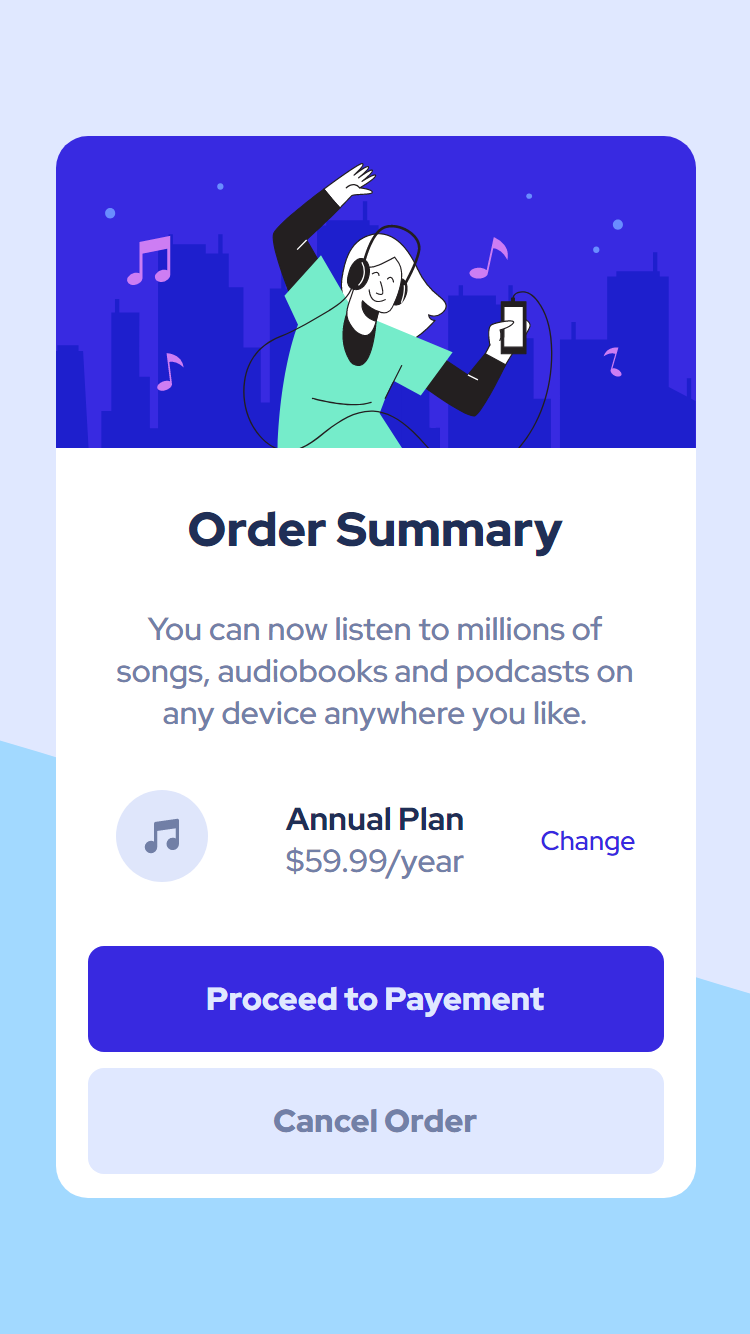 Order Summary
You can now listen to millions of
songs, audiobooks and podcasts on
any device anywhere you like.
Annual Plan
$59.99/year
Change
Proceed to Payement
Cancel Order